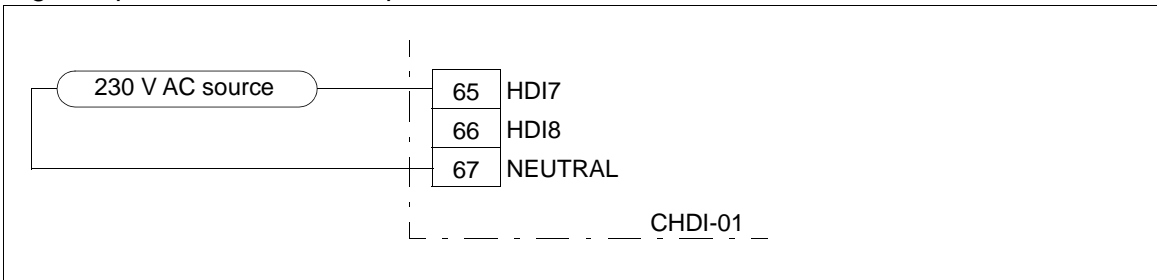 230 V AC source
65 HDI7
66 HDI8
67 NEUTRAL
CHDI-01